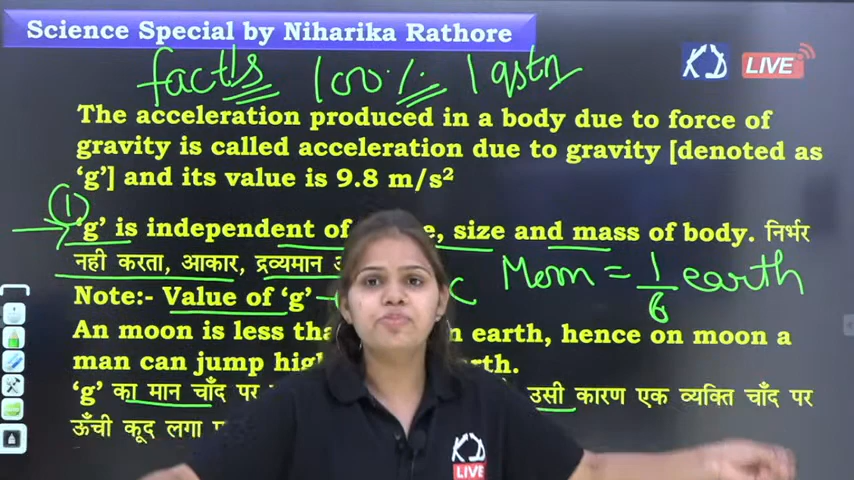 Science Special by Niharika Rathore
KD LIVE
facts 100% 1 qstn
The acceleration produced in a body due to force of
gravity is called acceleration due to gravity [denoted as
‘g’] and its value is 9.8 m/s²
① ‘g’ is independent of , size and mass of body. निर्भर
नही करता, आकार, द्रव्यमान
Moon = 1/6 earth
Note:- Value of ‘g’
An moon is less earth, hence on moon a
man can jump
‘g’ का मान चाँद पर उसी कारण एक व्यक्ति चाँद पर
ऊँची कूद लगा
KD
LIVE